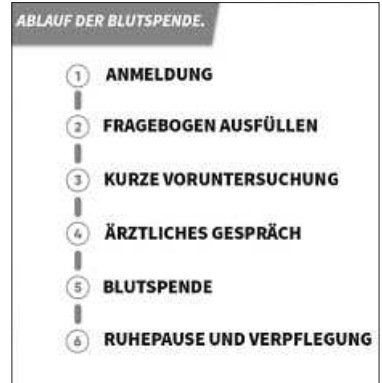 ABLAUF DER BLUTSPENDE.
1 ANMELDUNG
2 FRAGEBOGEN AUSFÜLLEN
3 KURZE VORUNTERSUCHUNG
4 ÄRZTLICHES GESPRÄCH
5 BLUTSPENDE
6 RUHEPAUSE UND VERPFLEGUNG